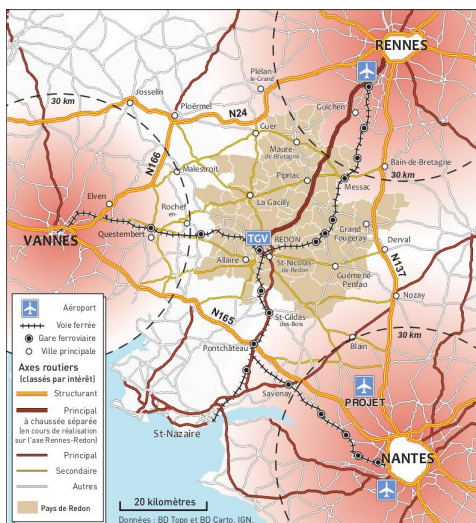 RENNES
30 km
Plélan
-le-Grand
Josselin
Ploërmel
N24
Guichen
Guer
Maure-
de-Bretagne
N166
Malestroit
Bain-de-Bretagne
30 km
Pipriac
Messac
Elven
La Gacilly
Rochef
en-
Grand
Fougeray
VANNES
Questembert
TGV
REDON
Derval
Allaire
St-Nicolas
de Redon
N137
Guémené-
Penfao
Nozay
N165
St-Gildas
des-Bois
30 km
Pontchâteau
Blain
Savenay
PROJET
St-Nazaire
NANTES
Aéroport
Voie ferrée
Gare ferroviaire
Ville principale
Axes routiers
(classés par intérêt)
Structurant
Principal
à chaussée séparée
(en cours de réalisation
sur l'axe Rennes-Redon)
Principal
Secondaire
Autres
Pays de Redon
20 kilomètres
Données : BD Topo et BD Carto, IGN.